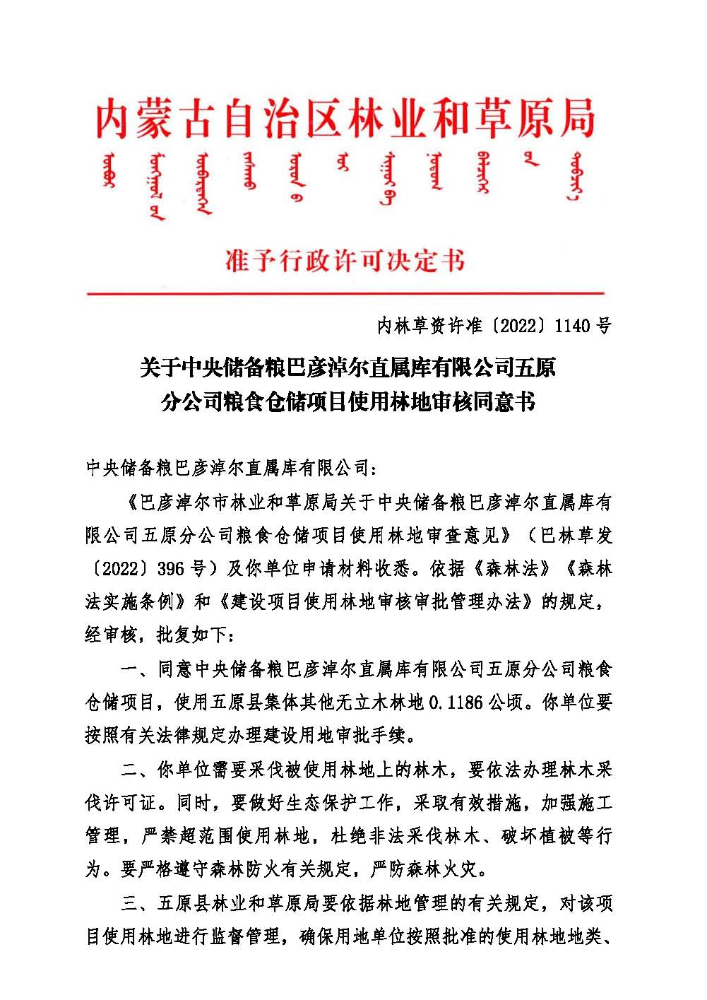 内蒙古自治区林业和草原局
准予行政许可决定书
内林草资许准〔2022〕1140号
关于中央储备粮巴彦淖尔直属库有限公司五原
分公司粮食仓储项目使用林地审核同意书
中央储备粮巴彦淖尔直属库有限公司：
《巴彦淖尔市林业和草原局关于中央储备粮巴彦淖尔直属库有
限公司五原分公司粮食仓储项目使用林地审查意见》（巴林草发
〔2022〕396号）及你单位申请材料收悉。依据《森林法》《森林
法实施条例》和《建设项目使用林地审核审批管理办法》的规定，
经审核，批复如下：
一、同意中央储备粮巴彦淖尔直属库有限公司五原分公司粮食
仓储项目，使用五原县集体其他无立木林地0.1186公顷。你单位要
按照有关法律规定办理建设用地审批手续。
二、你单位需要采伐被使用林地上的林木，要依法办理林木采
伐许可证。同时，要做好生态保护工作，采取有效措施，加强施工
管理，严禁超范围使用林地，杜绝非法采伐林木、破坏植被等行
为。要严格遵守森林防火有关规定，严防森林火灾。
三、五原县林业和草原局要依据林地管理的有关规定，对该项
目使用林地进行监督管理，确保用地单位按照批准的使用林地地类、